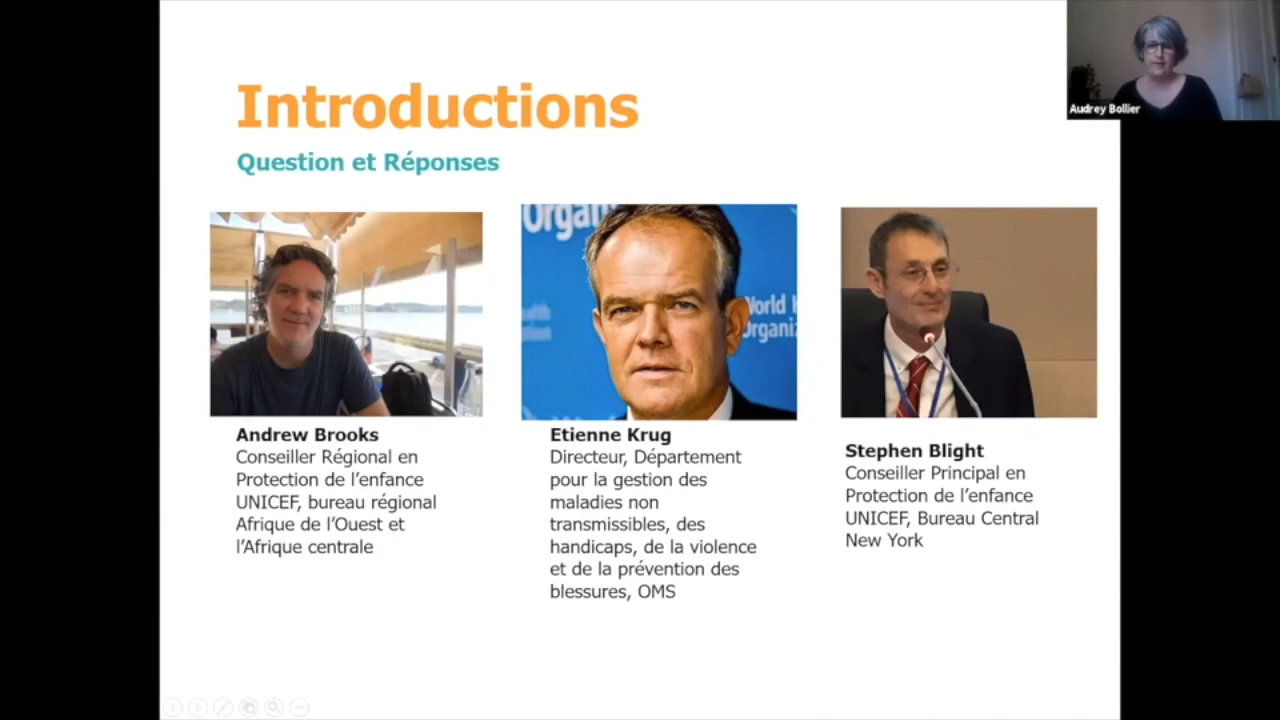 Introductions
Question et Réponses
Audrey Bollier
Organ
World H
Organiz
Andrew Brooks
Conseiller Régional en
Protection de l’enfance
UNICEF, bureau régional
Afrique de l’Ouest et
l’Afrique centrale
Etienne Krug
Directeur, Département
pour la gestion des
maladies non
transmissibles, des
handicaps, de la violence
et de la prévention des
blessures, OMS
Stephen Blight
Conseiller Principal en
Protection de l’enfance
UNICEF, Bureau Central
New York